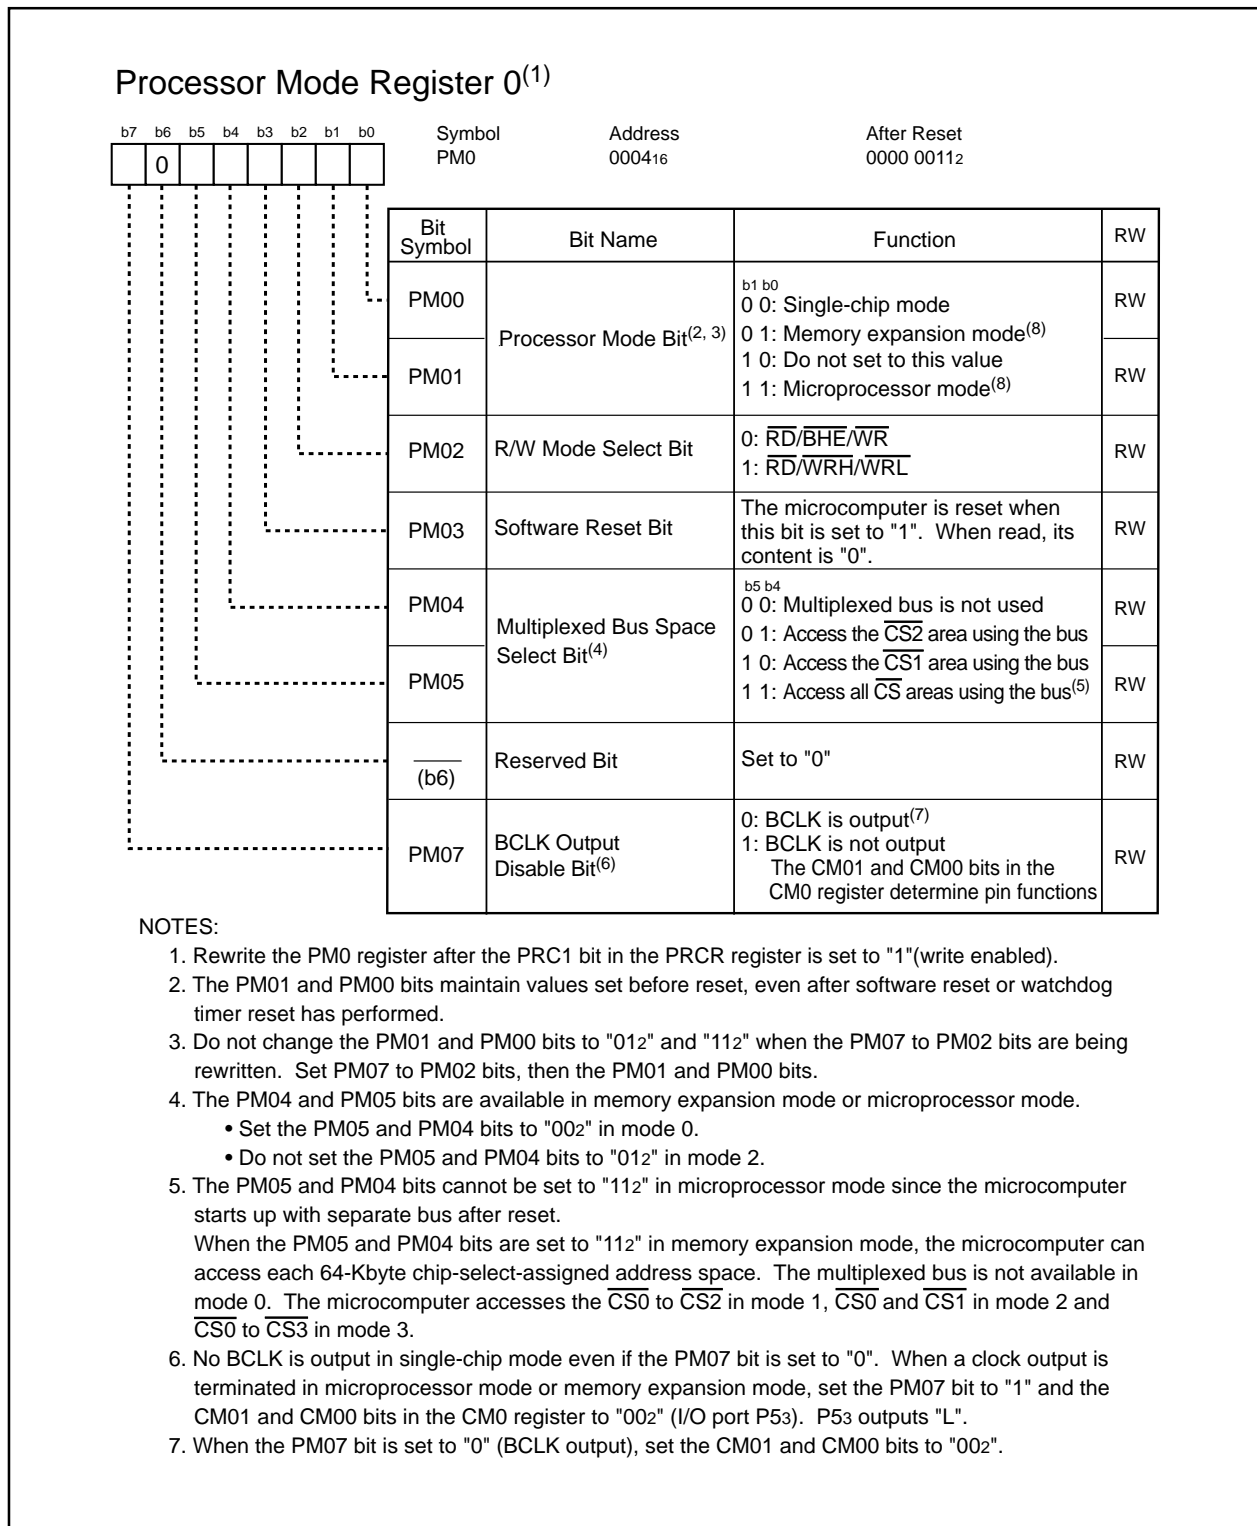 Processor Mode Register 0(1)
b7 b6 b5 b4 b3 b2 b1 b0
0
Symbol Address After Reset
PM0 000416 0000 00112
Bit Symbol Bit Name Function RW
PM00
PM01
Processor Mode Bit(2, 3)
b1 b0
0 0: Single-chip mode
0 1: Memory expansion mode(8)
1 0: Do not set to this value
1 1: Microprocessor mode(8)
RW
RW
PM02
R/W Mode Select Bit
0: RD/BHE/WR
1: RD/WRH/WRL
RW
PM03
Software Reset Bit
The microcomputer is reset when
this bit is set to "1". When read, its
content is "0".
RW
PM04
PM05
Multiplexed Bus Space
Select Bit(4)
b5 b4
0 0: Multiplexed bus is not used
0 1: Access the CS2 area using the bus
1 0: Access the CS1 area using the bus
1 1: Access all CS areas using the bus(5)
RW
RW
(b6)
Reserved Bit
Set to "0"
RW
PM07
BCLK Output
Disable Bit(6)
0: BCLK is output(7)
1: BCLK is not output
The CM01 and CM00 bits in the
CM0 register determine pin functions
RW
NOTES:
1. Rewrite the PM0 register after the PRC1 bit in the PRCR register is set to "1"(write enabled).
2. The PM01 and PM00 bits maintain values set before reset, even after software reset or watchdog
timer reset has performed.
3. Do not change the PM01 and PM00 bits to "012" and "112" when the PM07 to PM02 bits are being
rewritten. Set PM07 to PM02 bits, then the PM01 and PM00 bits.
4. The PM04 and PM05 bits are available in memory expansion mode or microprocessor mode.
• Set the PM05 and PM04 bits to "002" in mode 0.
• Do not set the PM05 and PM04 bits to "012" in mode 2.
5. The PM05 and PM04 bits cannot be set to "112" in microprocessor mode since the microcomputer
starts up with separate bus after reset.
When the PM05 and PM04 bits are set to "112" in memory expansion mode, the microcomputer can
access each 64-Kbyte chip-select-assigned address space. The multiplexed bus is not available in
mode 0. The microcomputer accesses the CS0 to CS2 in mode 1, CS0 and CS1 in mode 2 and
CS0 to CS3 in mode 3.
6. No BCLK is output in single-chip mode even if the PM07 bit is set to "0". When a clock output is
terminated in microprocessor mode or memory expansion mode, set the PM07 bit to "1" and the
CM01 and CM00 bits in the CM0 register to "002" (I/O port P53). P53 outputs "L".
7. When the PM07 bit is set to "0" (BCLK output), set the CM01 and CM00 bits to "002".